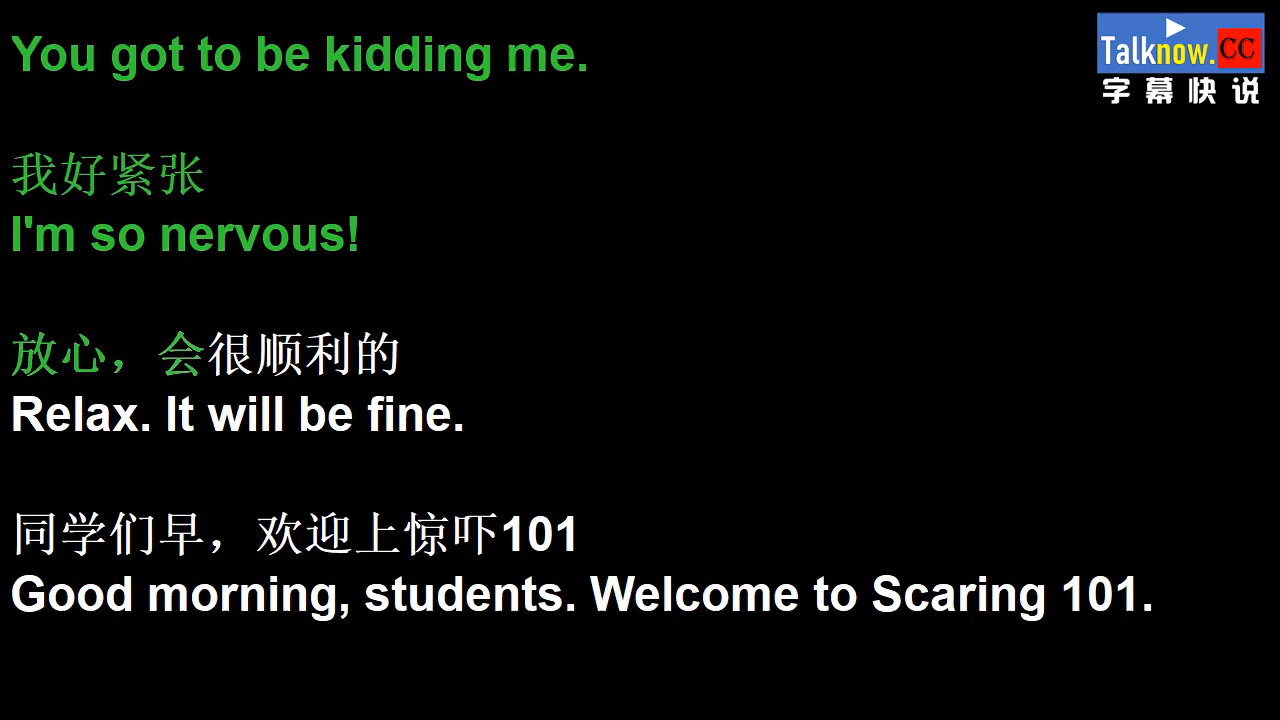 You got to be kidding me.
Talknow.CC
字幕快说
我好紧张
I'm so nervous!
放心，会很顺利的
Relax. It will be fine.
同学们早，欢迎上惊吓101
Good morning, students. Welcome to Scaring 101.